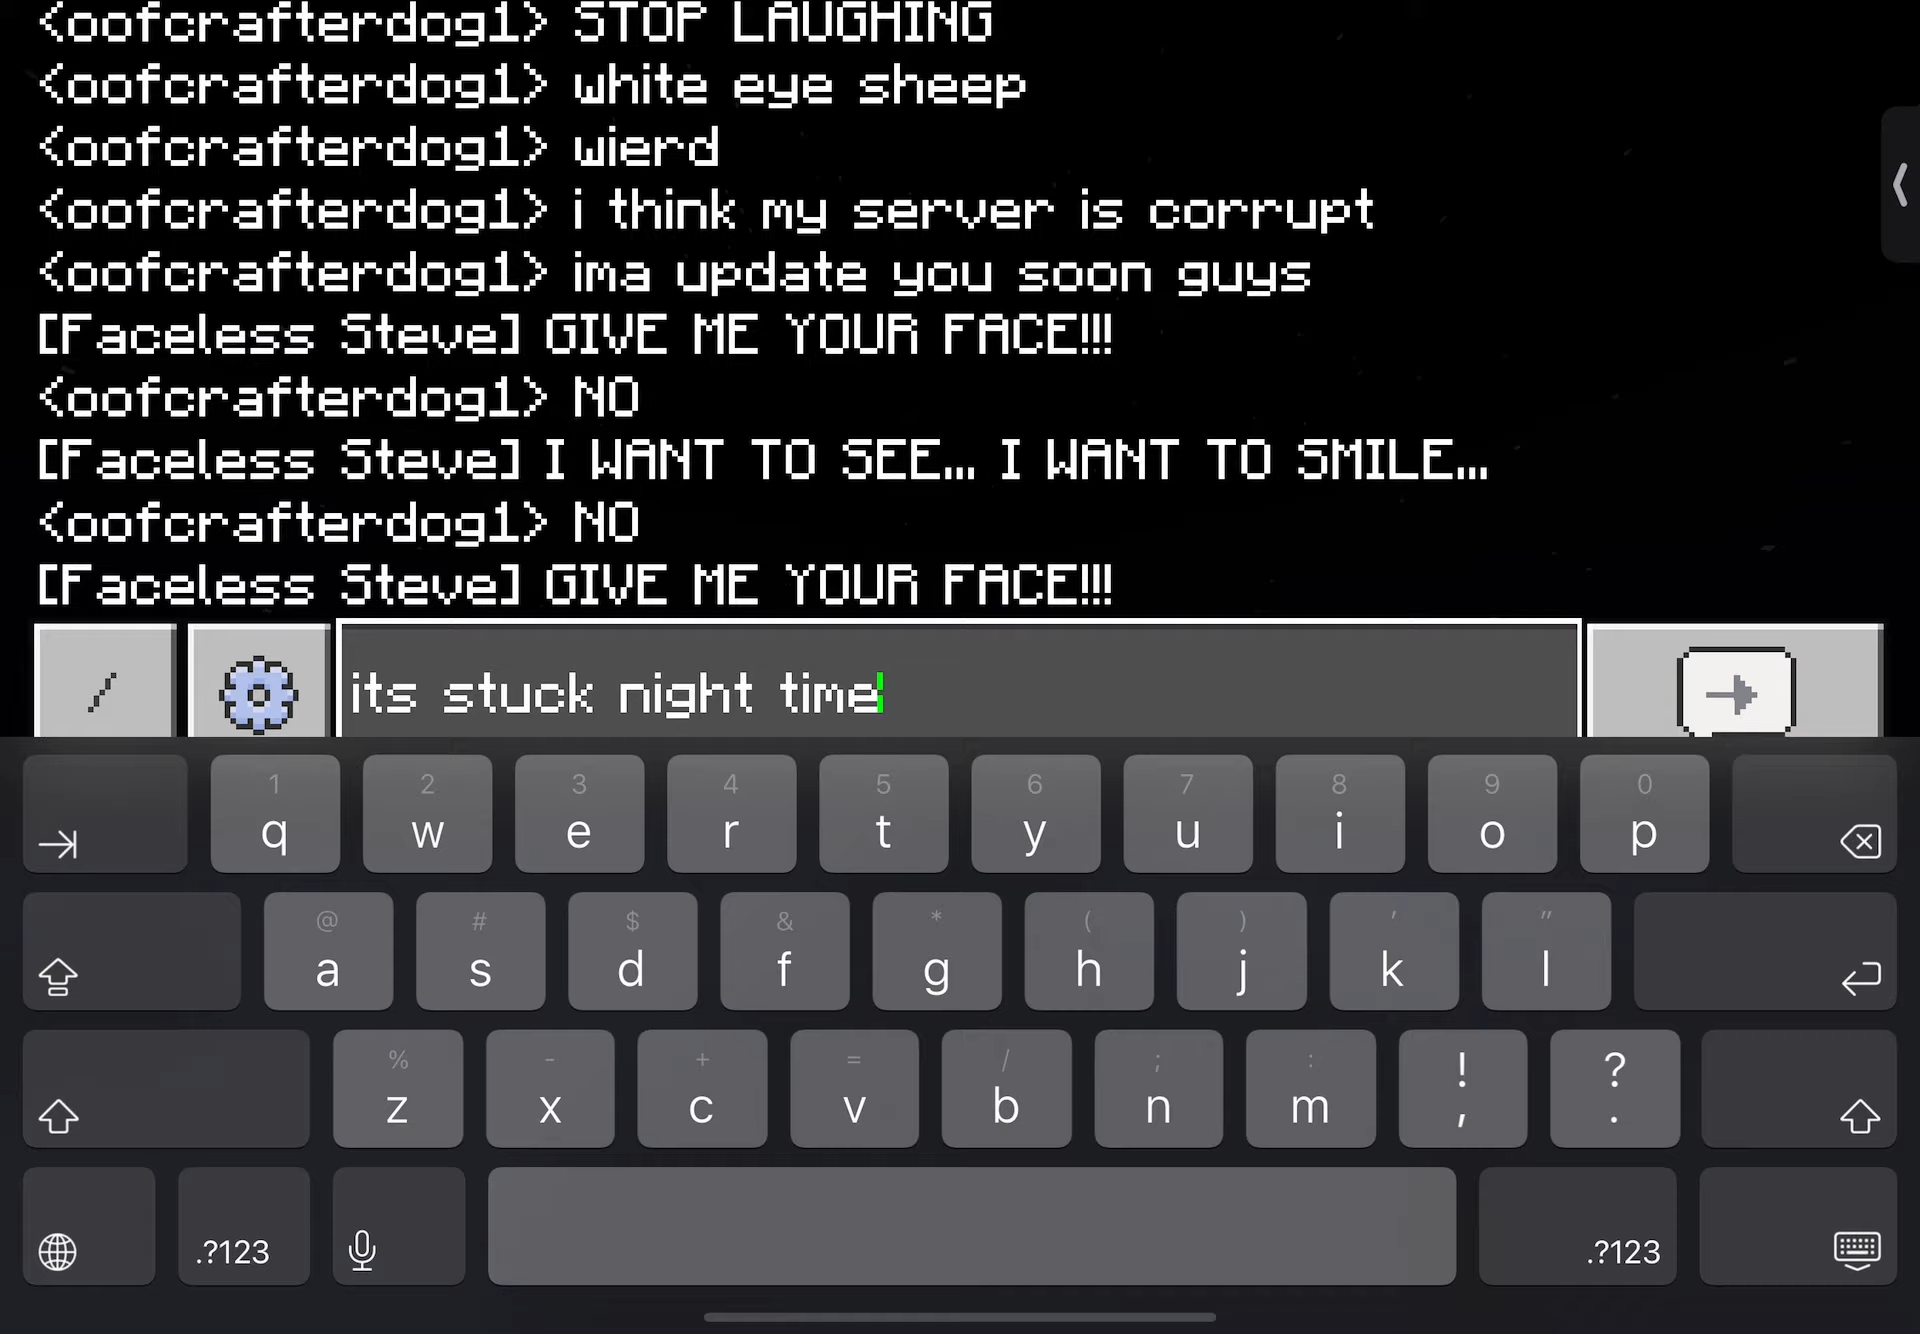 <oofcrafterdog1> STOP LAUGHING
<oofcrafterdog1> white eye sheep
<oofcrafterdog1> wierd
<oofcrafterdog1> i think my server is corrupt
<oofcrafterdog1> ima update you soon guys
[Faceless Steve] GIVE ME YOUR FACE!!!
<oofcrafterdog1> NO
[Faceless Steve] I WANT TO SEE... I WANT TO SMILE...
<oofcrafterdog1> NO
[Faceless Steve] GIVE ME YOUR FACE!!!
/ its stuck night time
1 2 3 4 5 6 7 8 9 0
q w e r t y u i o p
@ # $ & * ( ) ' "
a s d f g h j k l
% - + = / ; : ! ?
z x c v b n m , .
.?123 .?123